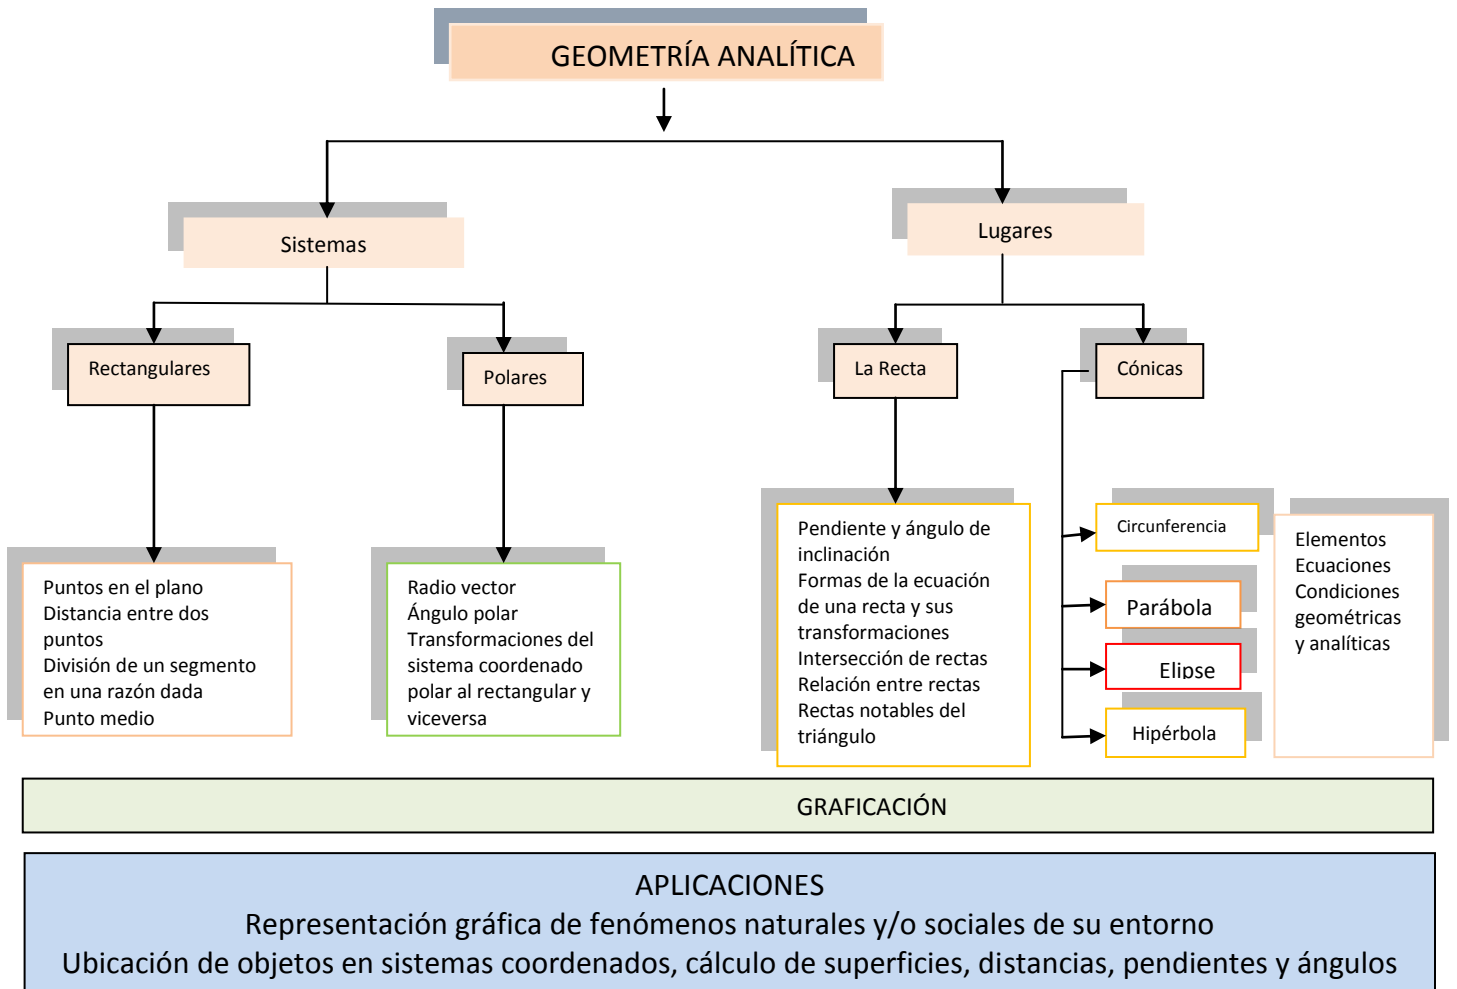 GEOMETRÍA ANALÍTICA
Sistemas
Lugares
Rectangulares
Polares
La Recta
Cónicas
Puntos en el plano
Distancia entre dos
puntos
División de un segmento
en una razón dada
Punto medio
Radio vector
Ángulo polar
Transformaciones del
sistema coordenado
polar al rectangular y
viceversa
Pendiente y ángulo de
inclinación
Formas de la ecuación
de una recta y sus
transformaciones
Intersección de rectas
Relación entre rectas
Rectas notables del
triángulo
Circunferencia
Parábola
Elipse
Hipérbola
Elementos
Ecuaciones
Condiciones
geométricas
y analíticas
GRAFICACIÓN
APLICACIONES
Representación gráfica de fenómenos naturales y/o sociales de su entorno
Ubicación de objetos en sistemas coordenados, cálculo de superficies, distancias, pendientes y ángulos